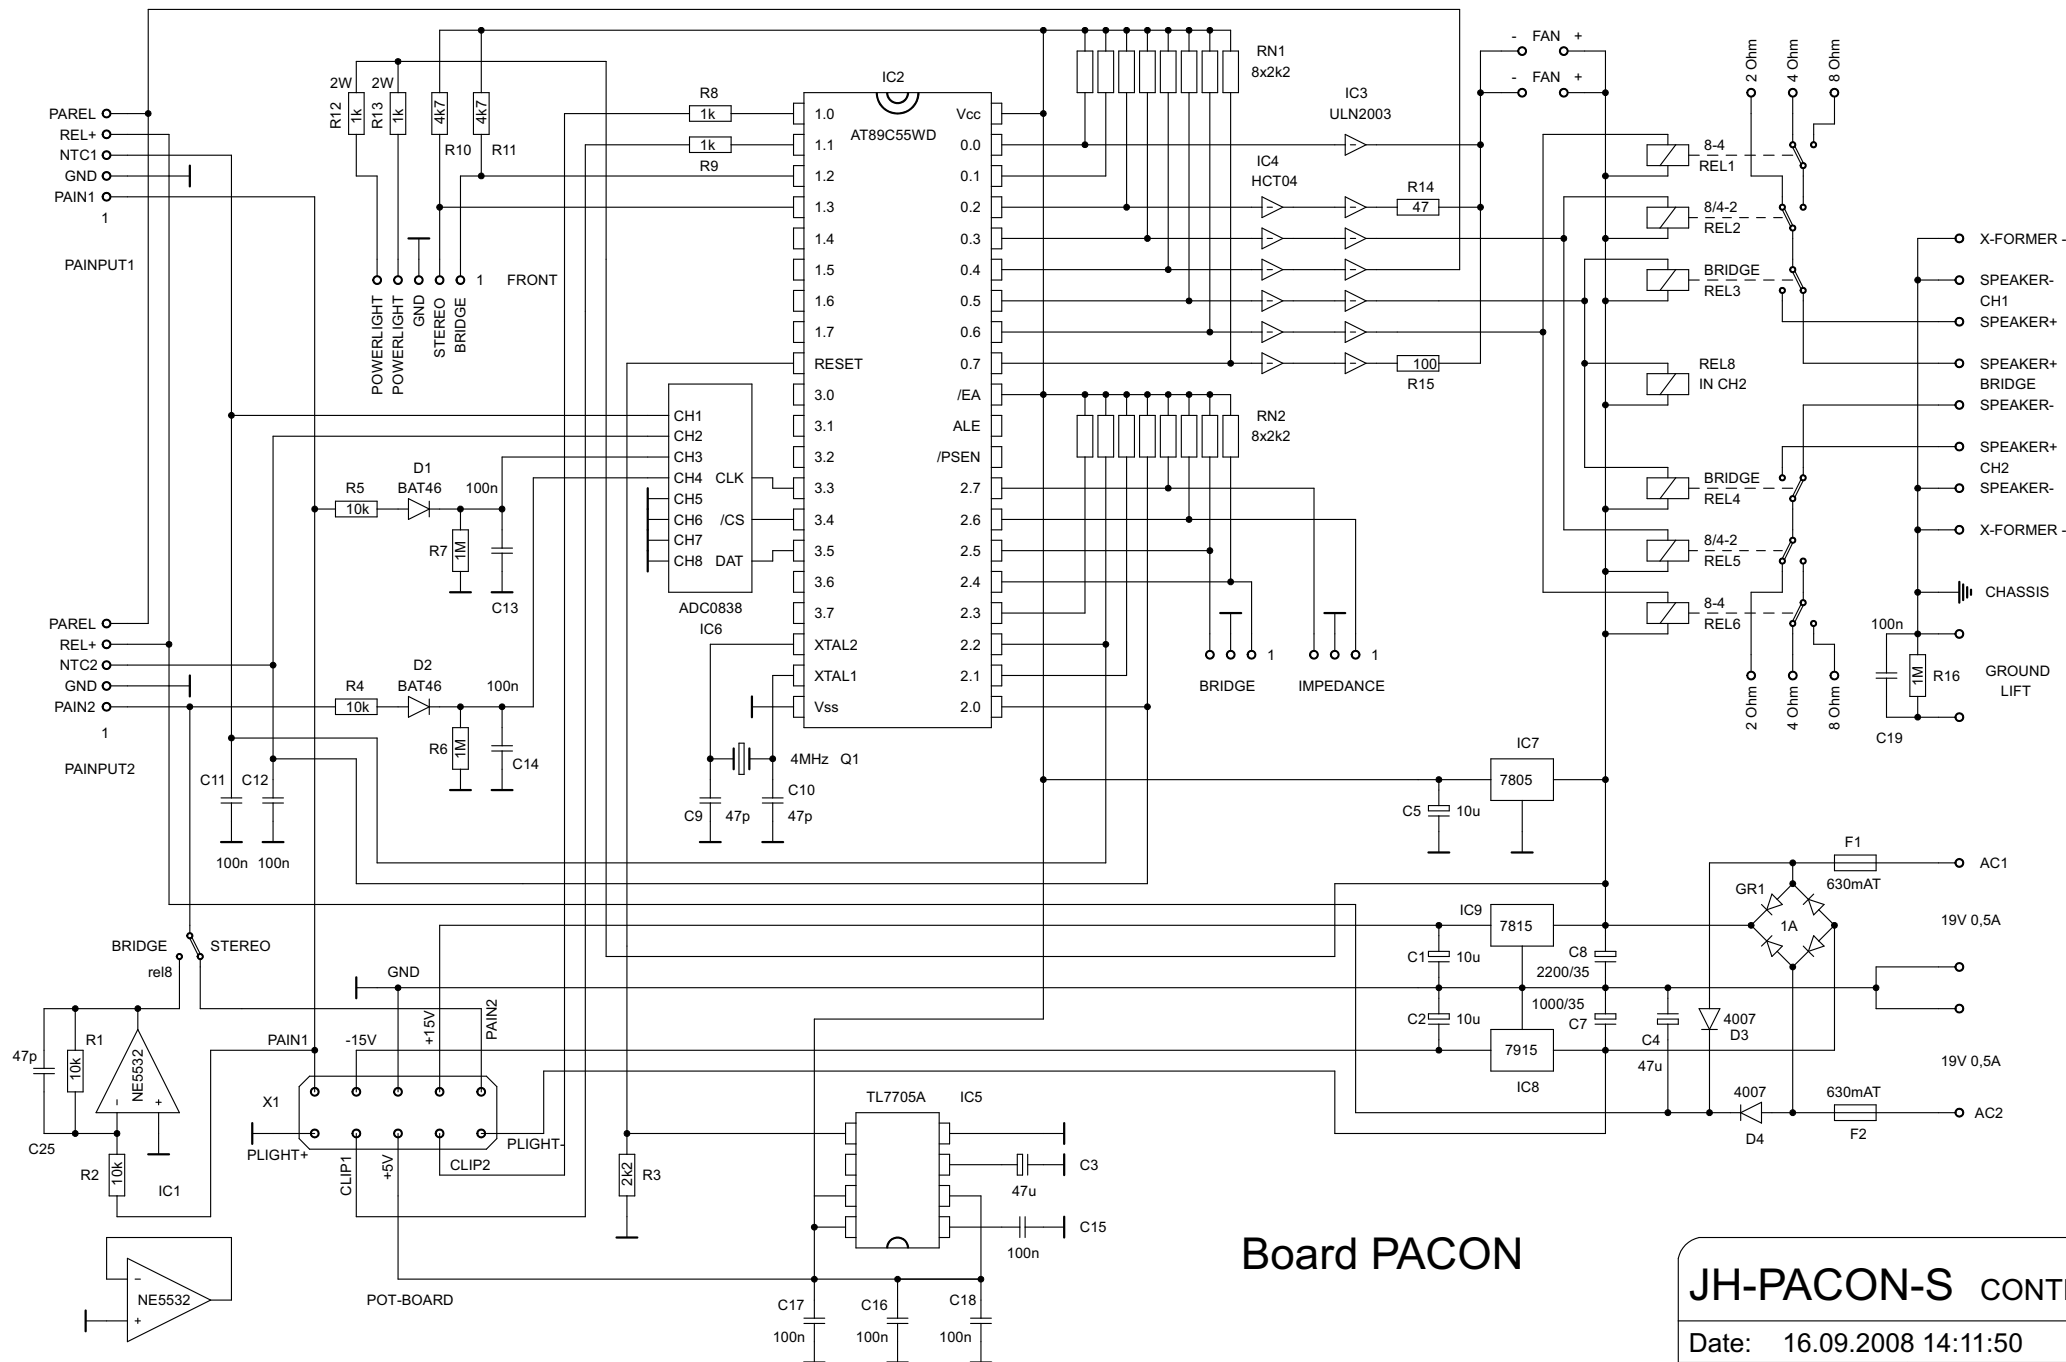 PAREL
REL+
NTC1
GND
PAIN1
1
PAINPUT1
2W
R12
1k
2W
R13
1k
4k7
R10
4k7
R11
POWERLIGHT
POWERLIGHT
GND
STEREO
BRIDGE
1
FRONT
R8
1k
1k
R9
IC2
AT89C55WD
1.0
1.1
1.2
1.3
1.4
1.5
1.6
1.7
RESET
3.0
3.1
3.2
3.3
3.4
3.5
3.6
3.7
XTAL2
XTAL1
Vss
Vcc
0.0
0.1
0.2
0.3
0.4
0.5
0.6
0.7
/EA
ALE
/PSEN
2.7
2.6
2.5
2.4
2.3
2.2
2.1
2.0
RN1
8x2k2
RN2
8x2k2
IC3
ULN2003
IC4
HCT04
R14
47
100
R15
- FAN +
- FAN +
2 Ohm
4 Ohm
8 Ohm
8-4
REL1
8/4-2
REL2
BRIDGE
REL3
REL8
IN CH2
BRIDGE
REL4
8/4-2
REL5
8-4
REL6
2 Ohm
4 Ohm
8 Ohm
X-FORMER -
SPEAKER-
CH1
SPEAKER+
SPEAKER+
BRIDGE
SPEAKER-
SPEAKER+
CH2
SPEAKER-
X-FORMER -
CHASSIS
100n
1M
R16
GROUND
LIFT
C19
CH1
CH2
CH3
CH4
CH5
CH6
CH7
CH8
CLK
/CS
DAT
ADC0838
IC6
R5
10k
D1
BAT46
100n
R7
1M
C13
PAREL
REL+
NTC2
GND
PAIN2
1
PAINPUT2
R4
10k
D2
BAT46
100n
R6
1M
C14
C11
C12
100n
100n
4MHz
Q1
C9
47p
C10
47p
BRIDGE
1
IMPEDANCE
1
IC7
7805
C5
10u
IC9
7815
C1
10u
C8
2200/35
1000/35
C7
C2
10u
7915
IC8
C4
47u
4007
D3
4007
D4
GR1
1A
F1
630mAT
AC1
19V 0,5A
19V 0,5A
630mAT
F2
AC2
BRIDGE
STEREO
rel8
R1
10k
47p
C25
NE5532
-
+
R2
10k
IC1
NE5532
-
+
GND
PAIN1
-15V
+15V
PAIN2
X1
PLIGHT+
CLIP1
+5V
CLIP2
PLIGHT-
POT-BOARD
R3
2k2
TL7705A
IC5
C3
47u
C15
100n
C17
100n
C16
100n
C18
100n
Board PACON
JH-PACON-S
Date: 16.09.2008 14:11:50